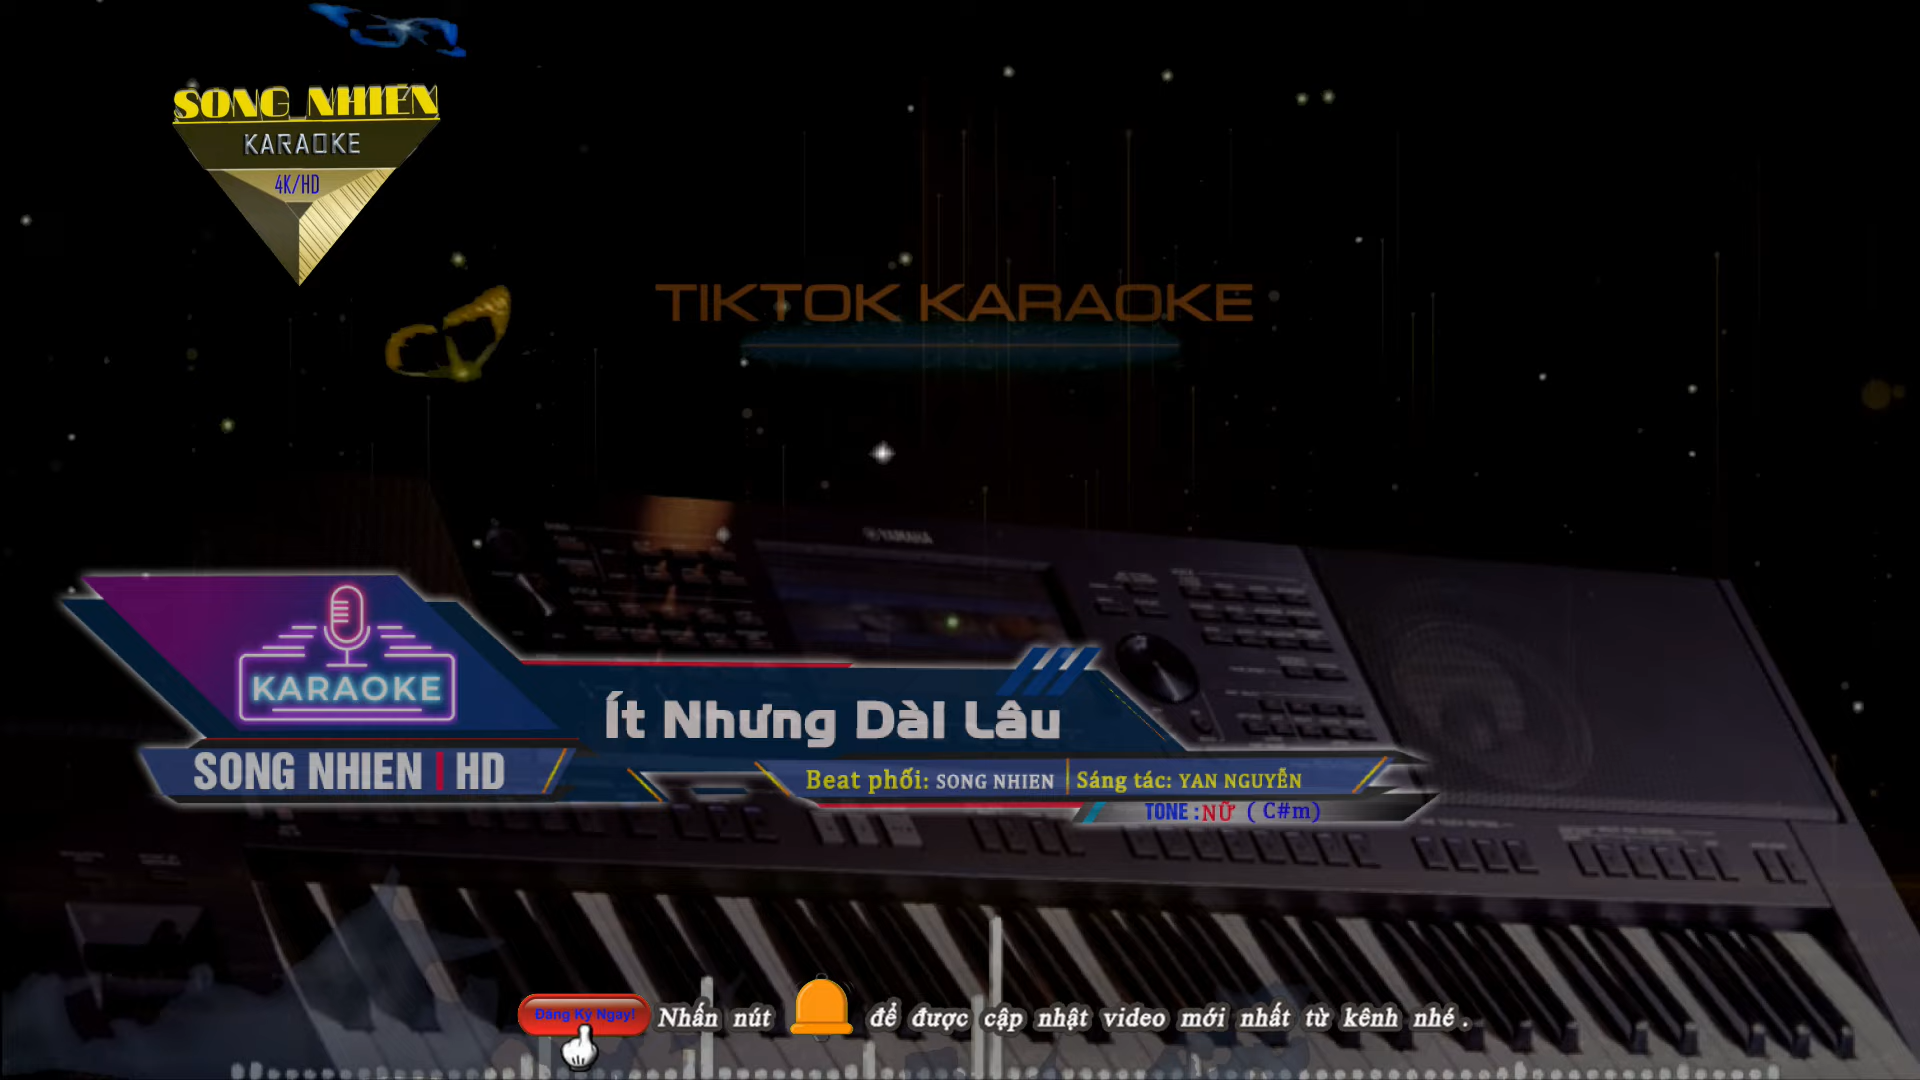 SONG NHIEN
KARAOKE
4K/HD
TIKTOK KARAOKE
YAMAHA
KARAOKE
Ít Nhưng Dài Lâu
SONG NHIEN | HD
Beat phối: SONG NHIEN | Sáng tác: YAN NGUYỄN
TONE : NỮ ( C#m)
Đăng Ký Ngay! Nhấn nút để được cập nhật video mới nhất từ kênh nhé .